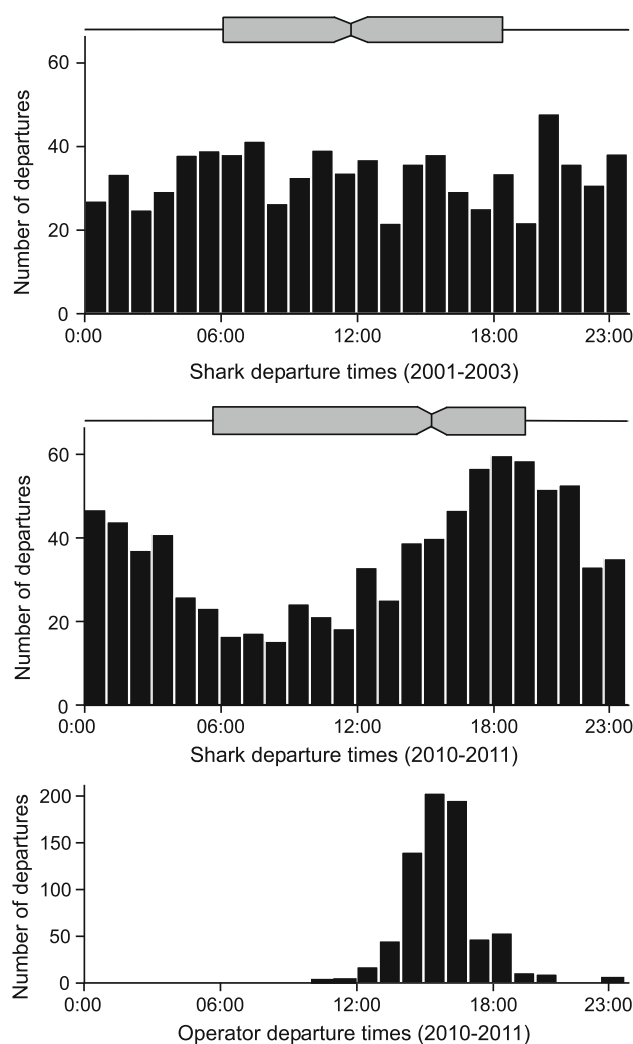 60
40
20
0
Number of departures
0:00 06:00 12:00 18:00 23:00
Shark departure times (2001-2003)
60
40
20
0
Number of departures
0:00 06:00 12:00 18:00 23:00
Shark departure times (2010-2011)
200
150
100
50
0
Number of departures
0:00 06:00 12:00 18:00 23:00
Operator departure times (2010-2011)